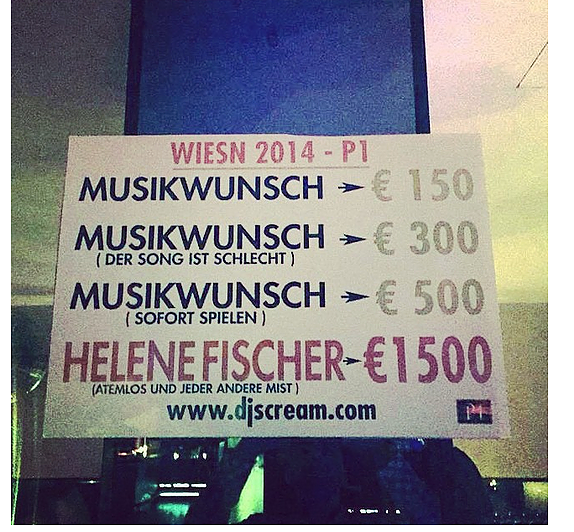 WIESN 2014 - P1
MUSIKWUNSCH ➛ € 150
MUSIKWUNSCH ➛ € 300
( DER SONG IST SCHLECHT )
MUSIKWUNSCH ➛ € 500
( SOFORT SPIELEN )
HELENE FISCHER ➛ €1500
(ATEMLOS UND JEDER ANDERE MIST )
www.djscream.com
P1